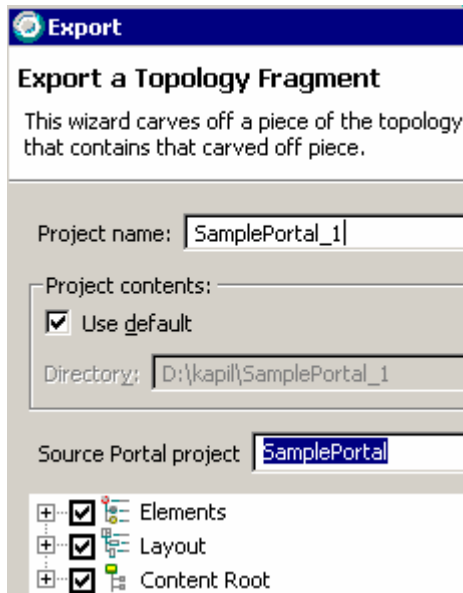 Export
Export a Topology Fragment
This wizard carves off a piece of the topology
that contains that carved off piece.
Project name: SamplePortal_1
Project contents:
Use default
Directory: D:\kapil\SamplePortal_1
Source Portal project SamplePortal
Elements
Layout
Content Root